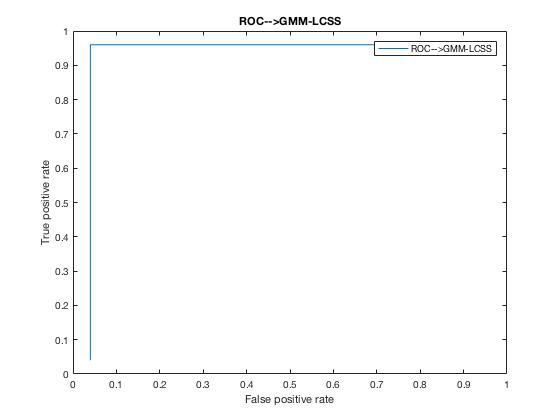 ROC-->GMM-LCSS
ROC-->GMM-LCSS
1
0.9
0.8
0.7
0.6
0.5
0.4
0.3
0.2
0.1
0
True positive rate
0 0.1 0.2 0.3 0.4 0.5 0.6 0.7 0.8 0.9 1
False positive rate